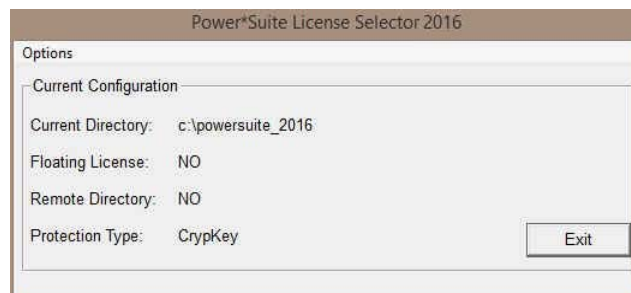 Power*Suite License Selector 2016
Options
Current Configuration
Current Directory: c:\powersuite_2016
Floating License: NO
Remote Directory: NO
Protection Type: CrypKey
Exit